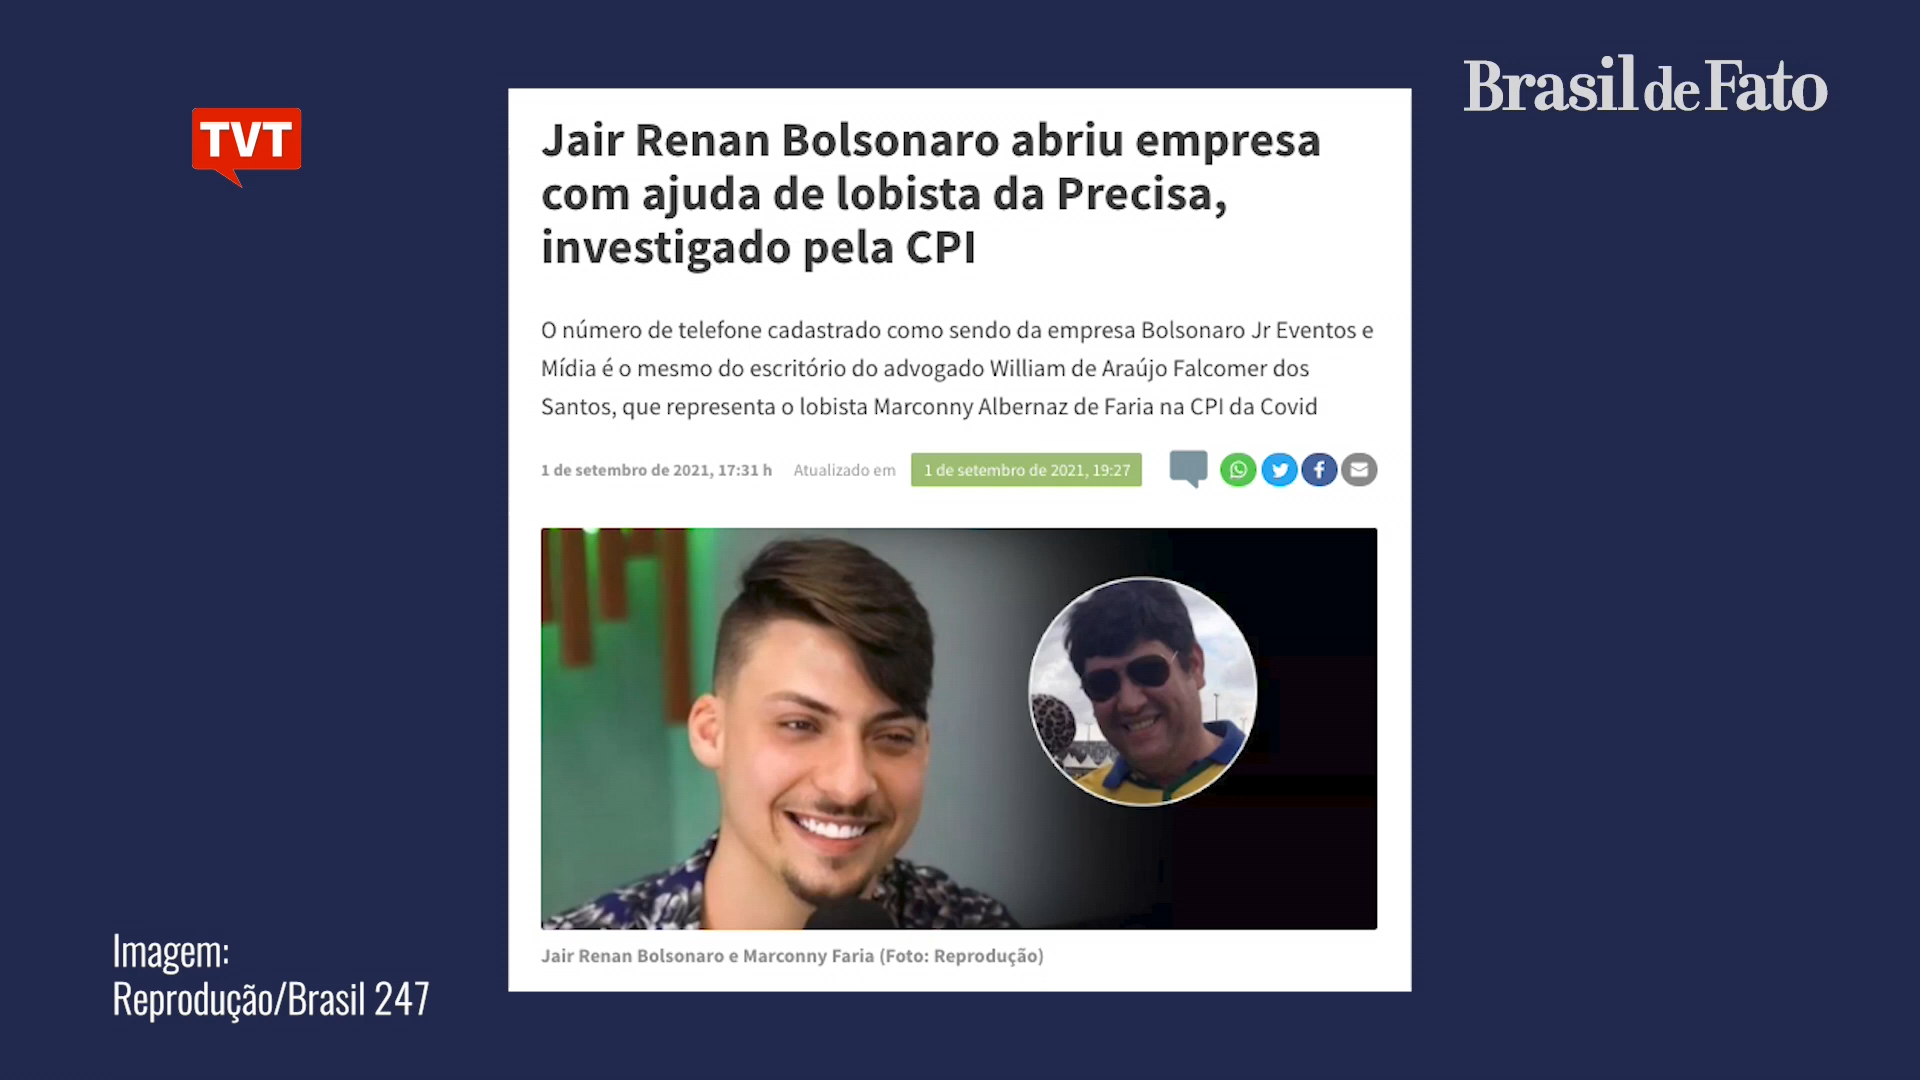 TVT
Brasil de Fato
Jair Renan Bolsonaro abriu empresa
com ajuda de lobista da Precisa,
investigado pela CPI
O número de telefone cadastrado como sendo da empresa Bolsonaro Jr Eventos e
Mídia é o mesmo do escritório do advogado William de Araújo Falcomer dos
Santos, que representa o lobista Marconny Albernaz de Faria na CPI da Covid
1 de setembro de 2021, 17:31 h Atualizado em 1 de setembro de 2021, 19:27
Jair Renan Bolsonaro e Marconny Faria (Foto: Reprodução)
Imagem:
Reprodução/Brasil 247